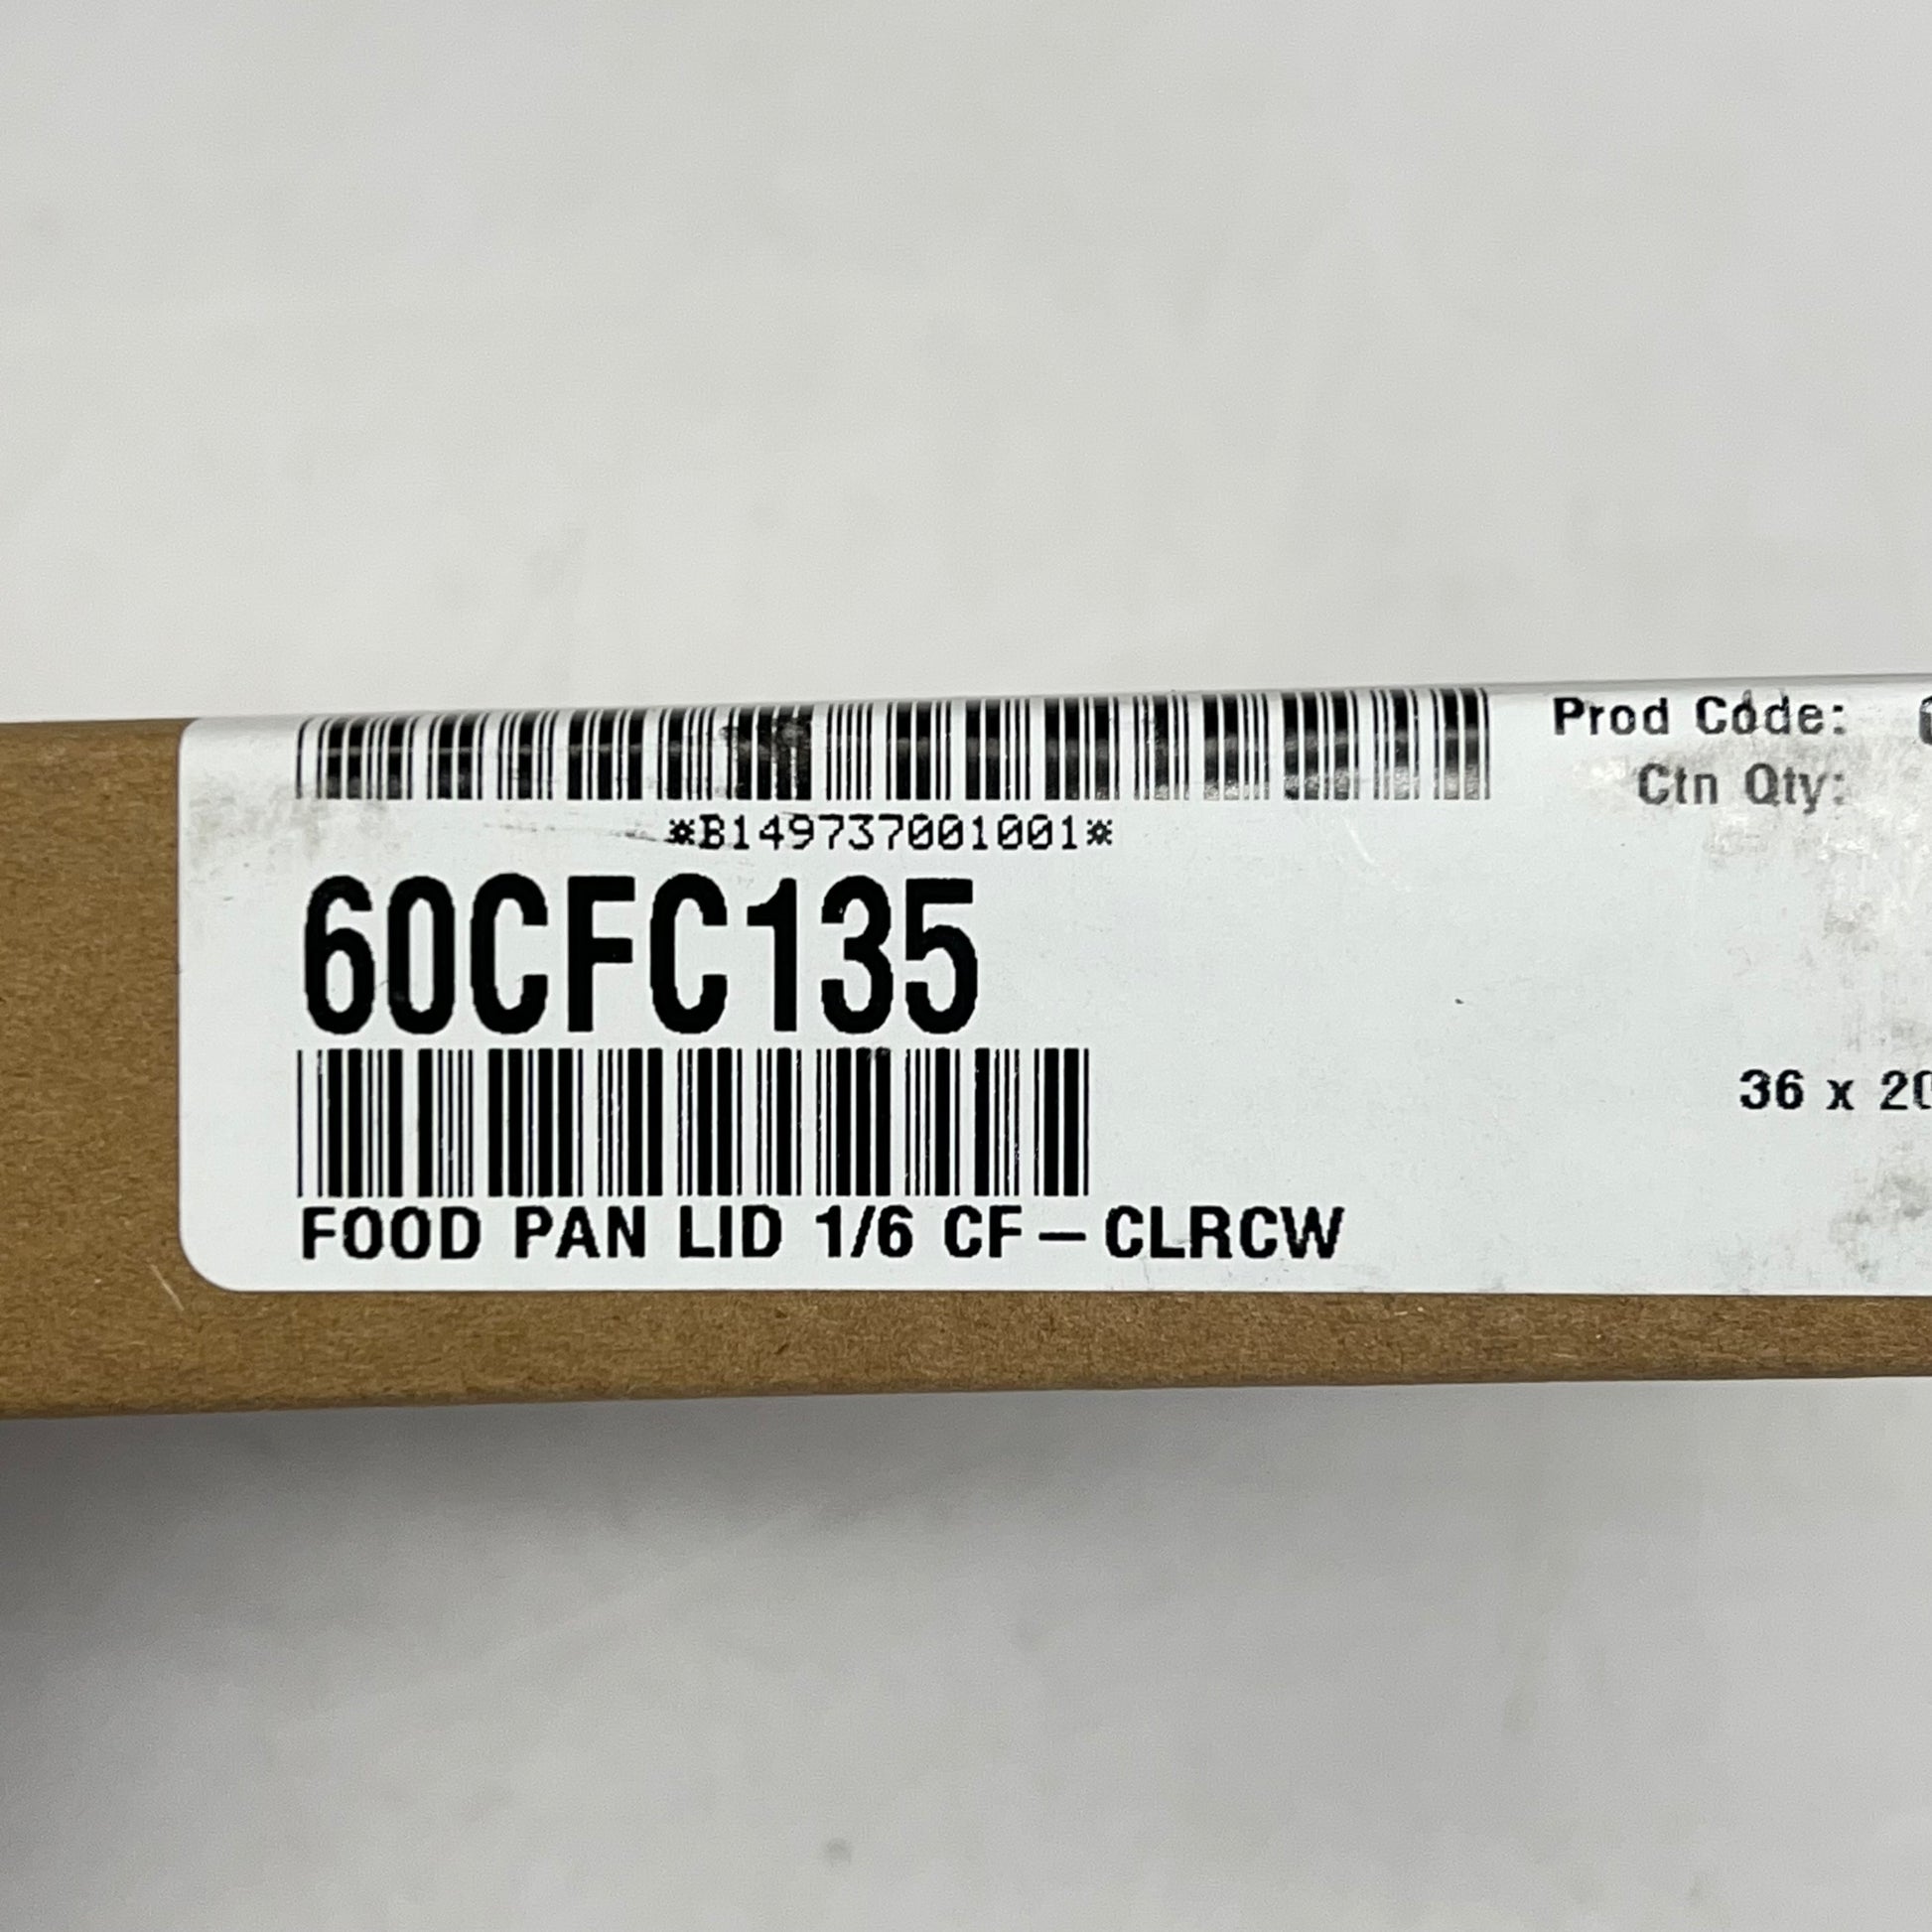 Prod Code:
Ctn Qty:
*B149737001001*
60CFC135
36 x 20
FOOD PAN LID 1/6 CF-CLRCW